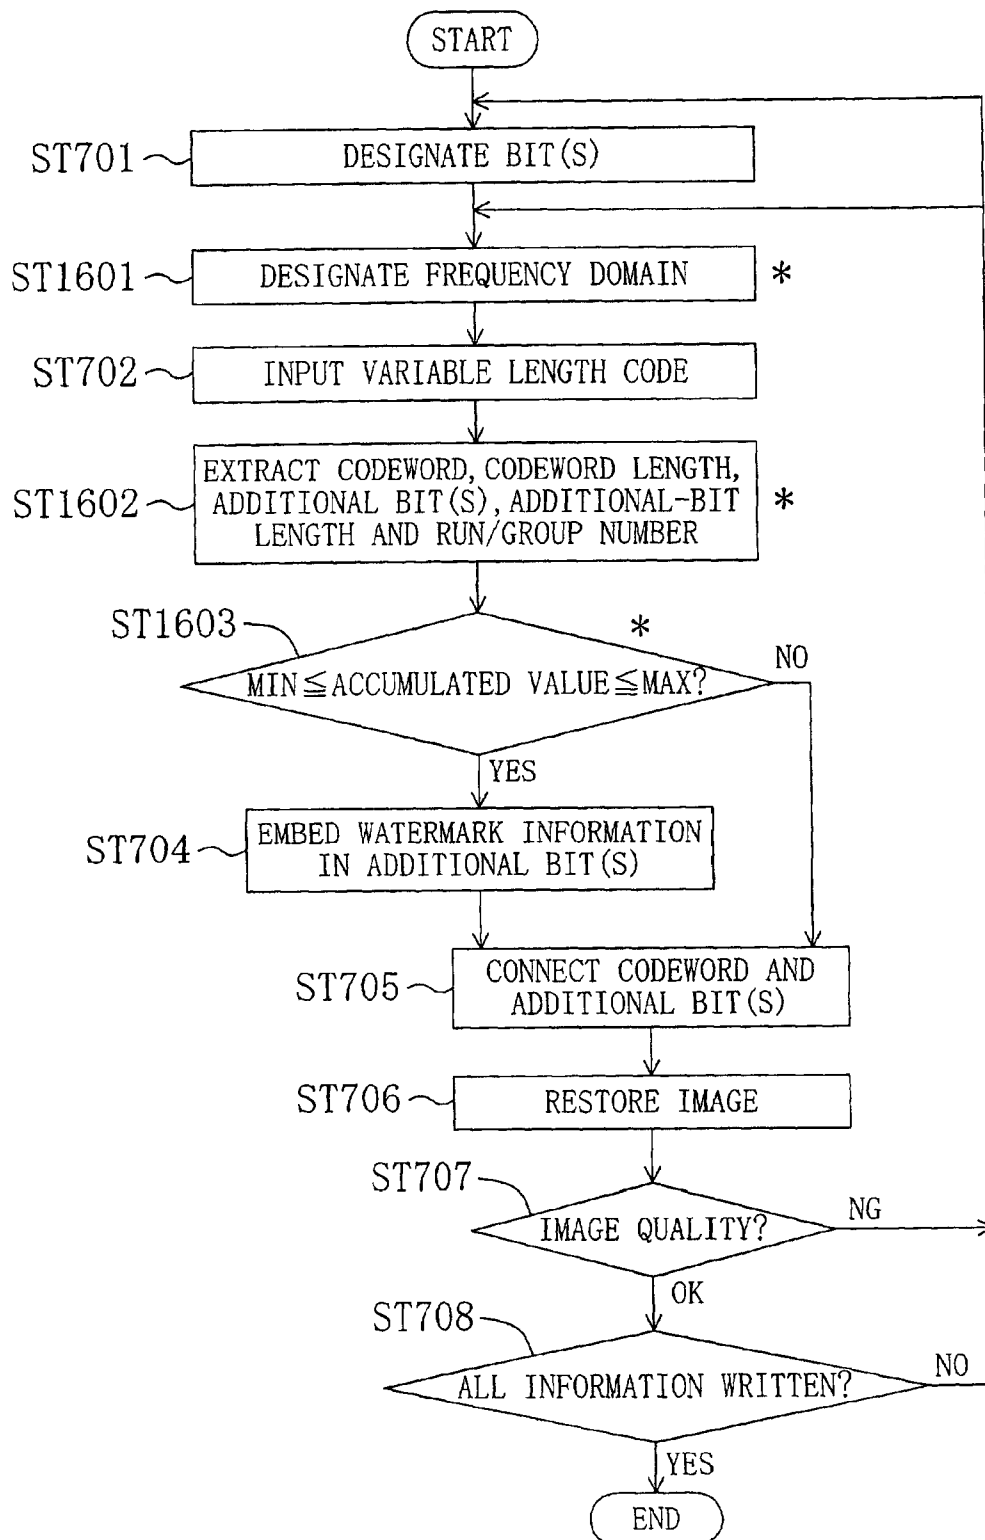 START
ST701
DESIGNATE BIT(S)
ST1601
DESIGNATE FREQUENCY DOMAIN
*
ST702
INPUT VARIABLE LENGTH CODE
ST1602
EXTRACT CODEWORD, CODEWORD LENGTH,
ADDITIONAL BIT(S), ADDITIONAL-BIT
LENGTH AND RUN/GROUP NUMBER
*
ST1603
*
MIN≦ACCUMULATED VALUE≦MAX?
NO
YES
ST704
EMBED WATERMARK INFORMATION
IN ADDITIONAL BIT(S)
ST705
CONNECT CODEWORD AND
ADDITIONAL BIT(S)
ST706
RESTORE IMAGE
ST707
IMAGE QUALITY?
NG
OK
ST708
ALL INFORMATION WRITTEN?
NO
YES
END